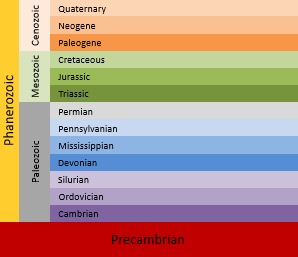 Phanerozoic
Cenozoic
Quaternary
Neogene
Paleogene
Mesozoic
Cretaceous
Jurassic
Triassic
Paleozoic
Permian
Pennsylvanian
Mississippian
Devonian
Silurian
Ordovician
Cambrian
Precambrian